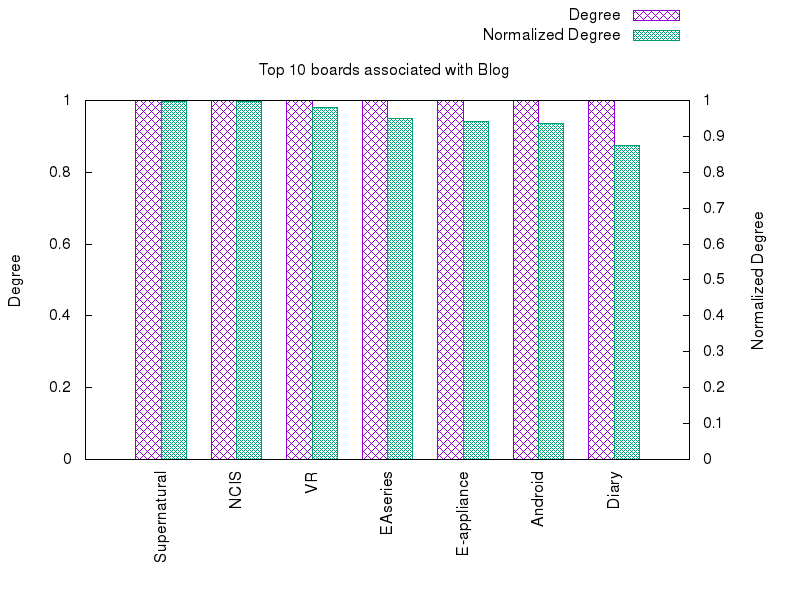 Degree
Normalized Degree
Top 10 boards associated with Blog
1
0.8
0.6
0.4
0.2
0
Degree
1
0.9
0.8
0.7
0.6
0.5
0.4
0.3
0.2
0.1
0
Normalized Degree
Supernatural
NCIS
VR
EAseries
E-appliance
Android
Diary